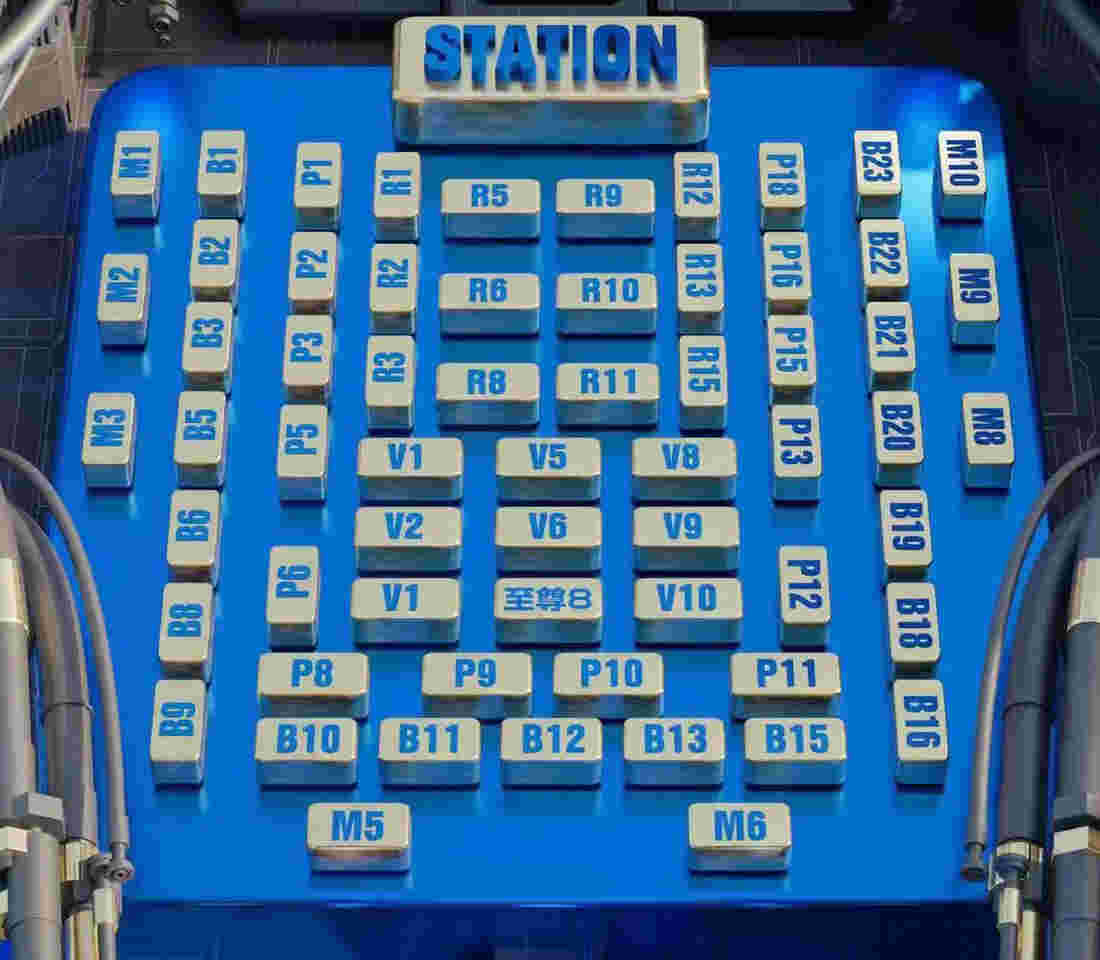 STATION
M1 B1 P1 R1 R5 R9 R12 P18 B23 M10
M2 B2 P2 R2 R6 R10 R13 P16 B22 M9
B3 P3 R3 R8 R11 R15 P15 B21
M3 B5 P5 V1 V5 V8 P13 B20 M8
B6 V2 V6 V9 B19
B8 P6 V1 至尊8 V10 P12 B18
B9 P8 P9 P10 P11 B16
B10 B11 B12 B13 B15
M5 M6